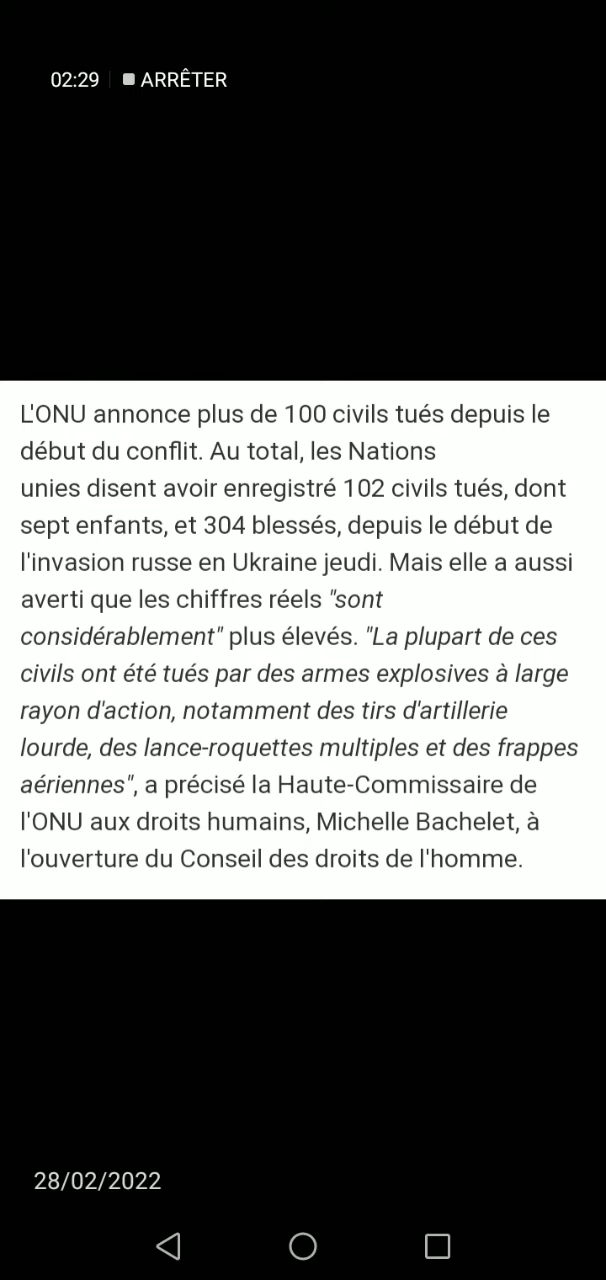 02:29 ARRÊTER
L'ONU annonce plus de 100 civils tués depuis le
début du conflit. Au total, les Nations
unies disent avoir enregistré 102 civils tués, dont
sept enfants, et 304 blessés, depuis le début de
l'invasion russe en Ukraine jeudi. Mais elle a aussi
averti que les chiffres réels "sont
considérablement" plus élevés. "La plupart de ces
civils ont été tués par des armes explosives à large
rayon d'action, notamment des tirs d'artillerie
lourde, des lance-roquettes multiples et des frappes
aériennes", a précisé la Haute-Commissaire de
l'ONU aux droits humains, Michelle Bachelet, à
l'ouverture du Conseil des droits de l'homme.
28/02/2022